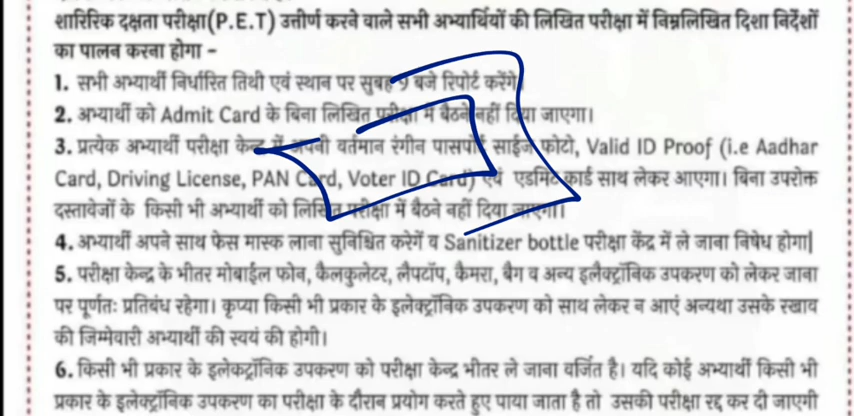 शारिरिक दक्षता परीक्षा(P.E.T) उत्तीर्ण करने वाले सभी अभ्यार्थियों की लिखित परीक्षा में निम्नलिखित दिशा निर्देशों
का पालन करना होगा -
1. सभी अभ्यार्थी निर्धारित तिथी एवं स्थान पर सुबह 9 बजे रिपोर्ट करेंगे
2. अभ्यार्थी को Admit Card के बिना लिखित परीक्षा में बैठने नहीं दिया जाएगा।
3. प्रत्येक अभ्यार्थी परीक्षा केन्द्र में अपनी वर्तमान रंगीन पासपोर्ट साईज फोटो, Valid ID Proof (i.e Aadhar
Card, Driving License, PAN Card, Voter ID Card) एवं एडमिट कार्ड साथ लेकर आएगा। बिना उपरोक्त
दस्तावेजों के किसी भी अभ्यार्थी को लिखित परीक्षा में बैठने नहीं दिया जाएगा।
4. अभ्यार्थी अपने साथ फेस मास्क लाना सुनिश्चित करेगें व Sanitizer bottle परीक्षा केंद्र में ले जाना निषेध होगा|
5. परीक्षा केन्द्र के भीतर मोबाईल फोन, कैलकुलेटर, लैपटॉप, कैमरा, बैग व अन्य इलैक्ट्रॉनिक उपकरण को लेकर जाना
पर पूर्णतः प्रतिबंध रहेगा। कृप्या किसी भी प्रकार के इलेक्ट्रॉनिक उपकरण को साथ लेकर न आएं अन्यथा उसके रखाव
की जिम्मेवारी अभ्यार्थी की स्वयं की होगी।
6. किसी भी प्रकार के इलेकट्रॉनिक उपकरण को परीक्षा केन्द्र भीतर ले जाना वर्जित है। यदि कोई अभ्यार्थी किसी भी
प्रकार के इलेक्ट्रॉनिक उपकरण का परीक्षा के दौरान प्रयोग करते हुए पाया जाता है तो उसकी परीक्षा रद्द कर दी जाएगी